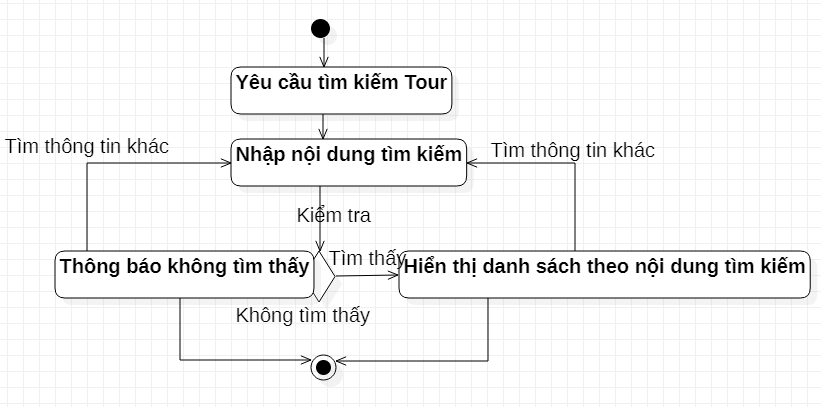 Yêu cầu tìm kiếm Tour
Tìm thông tin khác
Nhập nội dung tìm kiếm
Tìm thông tin khác
Kiểm tra
Thông báo không tìm thấy
Tìm thấy
Hiển thị danh sách theo nội dung tìm kiếm
Không tìm thấy